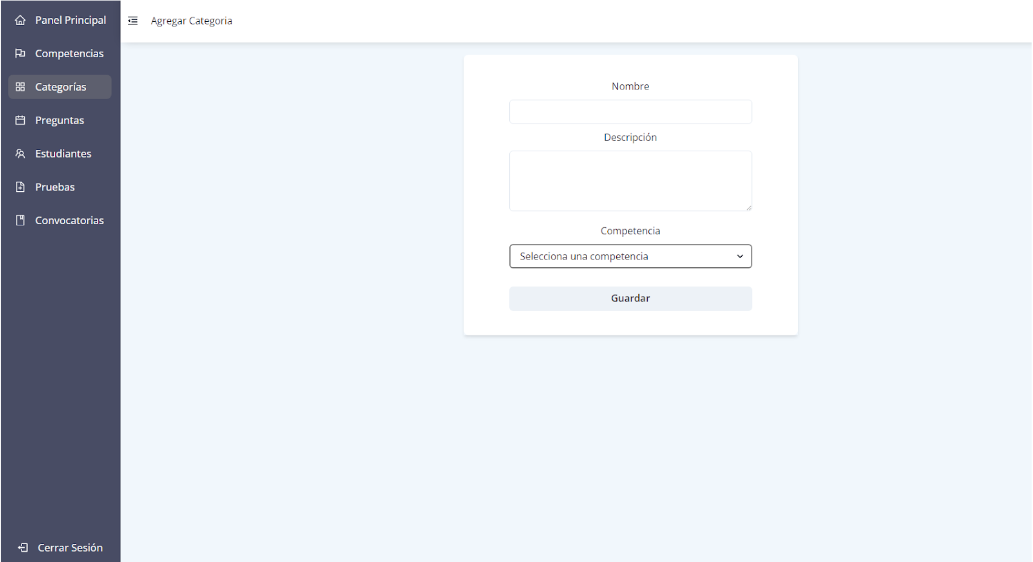 Panel Principal
Competencias
Categorías
Preguntas
Estudiantes
Pruebas
Convocatorias
Cerrar Sesión
Agregar Categoria
Nombre
Descripción
Competencia
Selecciona una competencia
Guardar